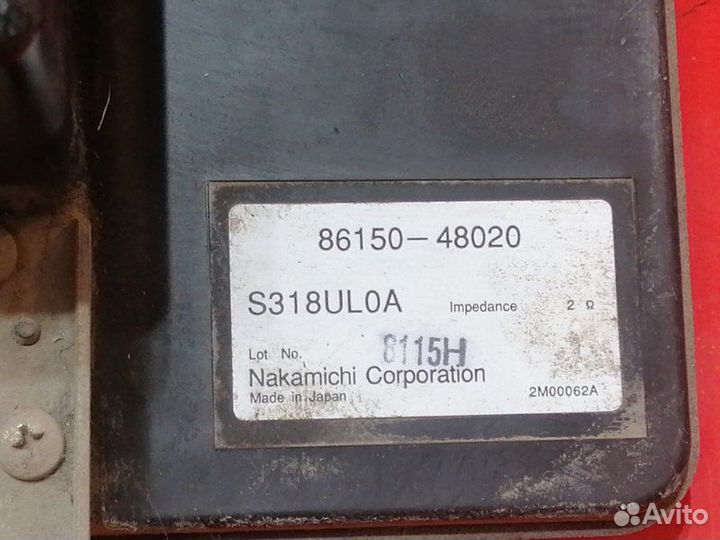 86150-48020
S318UL0A Impedance 2 Ω
Lot No. 8115H
Nakamichi Corporation
Made in Japan 2M00062A
Avito